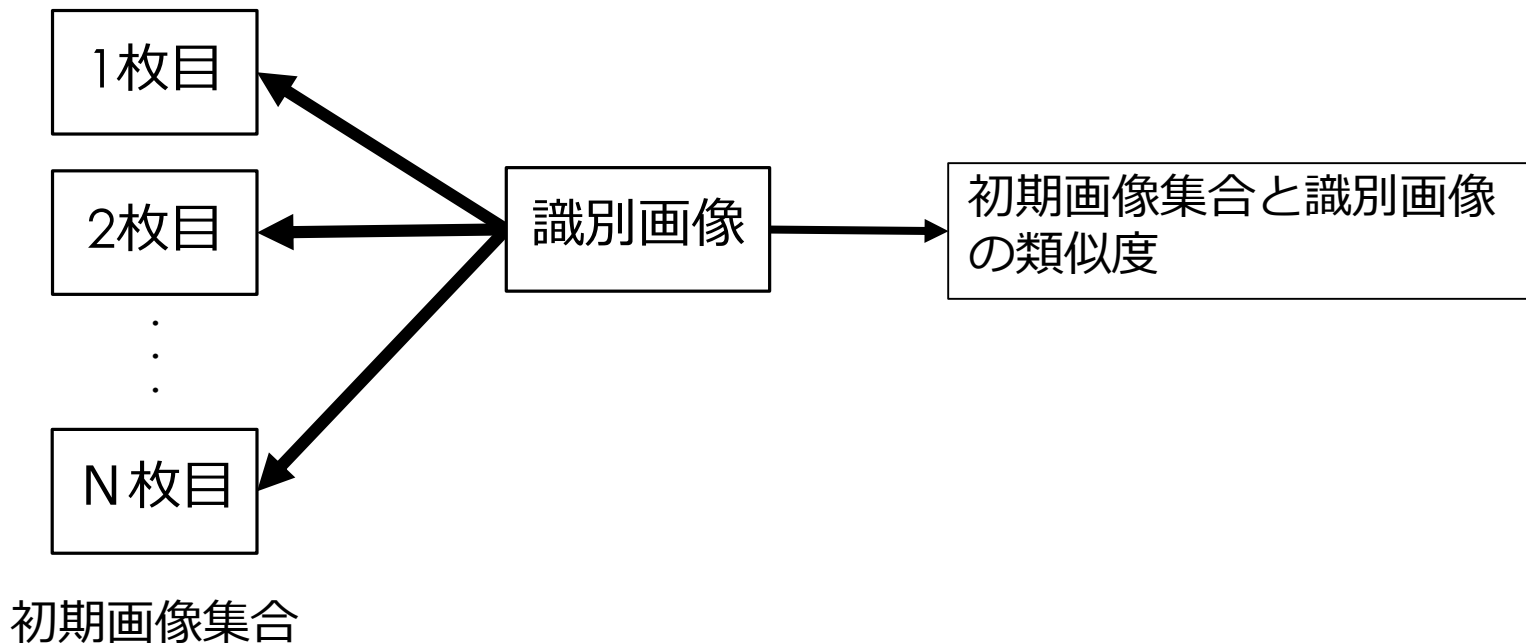 1枚目
2枚目
・
・
・
N枚目
初期画像集合
識別画像
初期画像集合と識別画像
の類似度